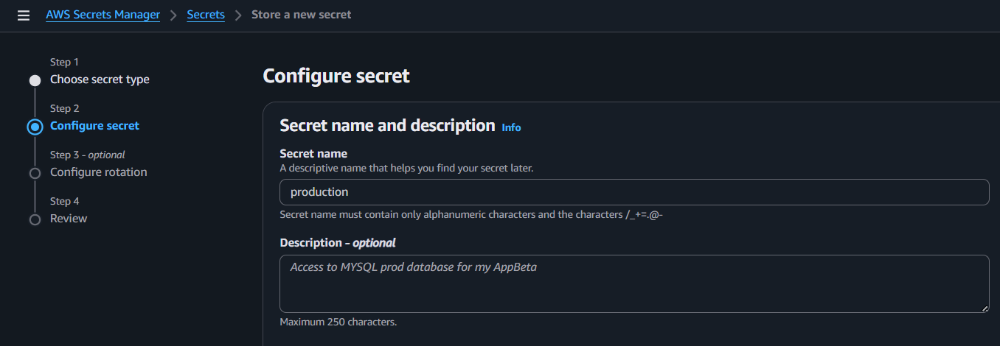 AWS Secrets Manager > Secrets > Store a new secret
Step 1
Choose secret type
Step 2
Configure secret
Step 3 - optional
Configure rotation
Step 4
Review
Configure secret
Secret name and description Info
Secret name
A descriptive name that helps you find your secret later.
production
Secret name must contain only alphanumeric characters and the characters /_+=.@-
Description - optional
Access to MYSQL prod database for my AppBeta
Maximum 250 characters.